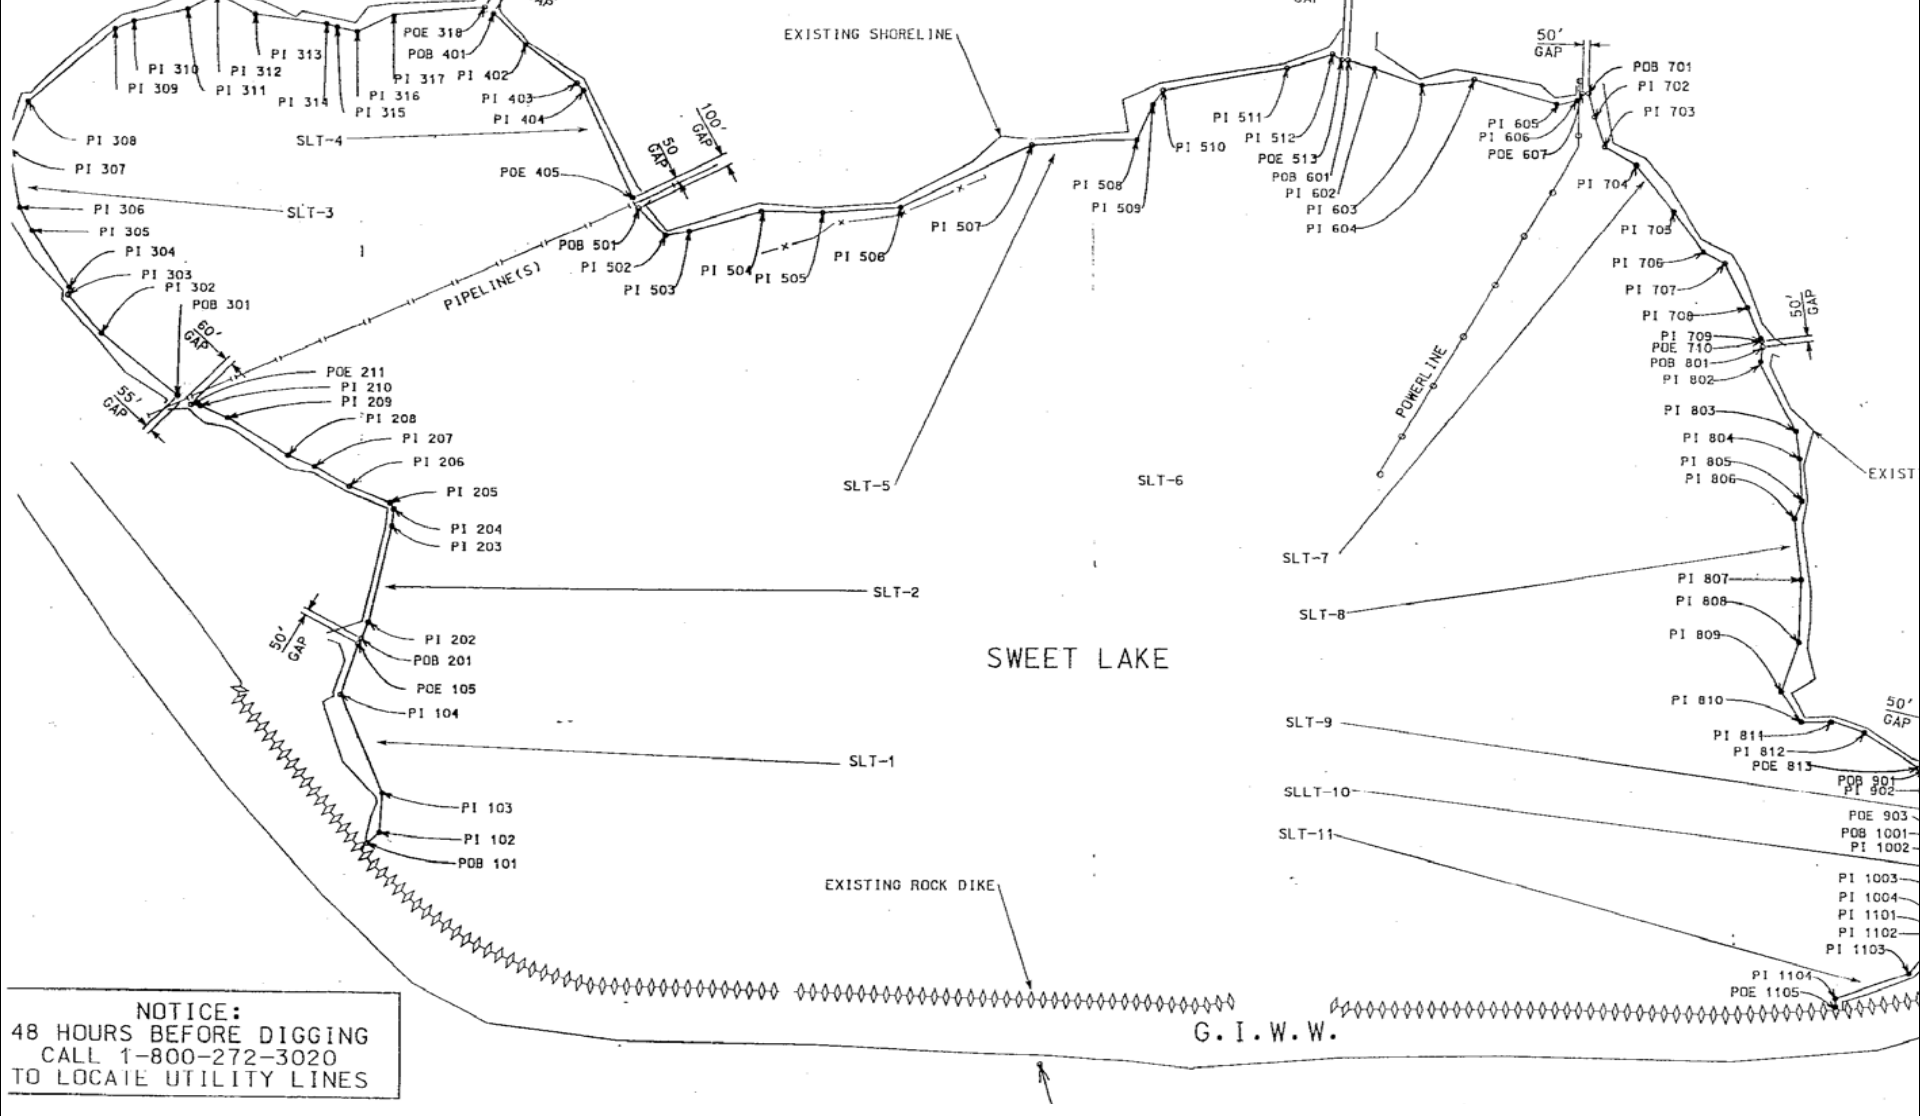 GAP
50'
GAP
EXISTING SHORELINE
POE 318
POB 401
PI 402
PI 403
PI 404
PI 313
PI 310
PI 312
PI 309
PI 311
PI 314
PI 317
PI 316
PI 315
PI 308
PI 307
SLT-4
100'
GAP
50
GAP
POE 405
PI 306
SLT-3
PI 305
PI 304
PI 303
PI 302
POB 301
60'
GAP
55'
GAP
PIPELINE(S)
POB 501
PI 502
PI 503
PI 504
PI 505
PI 506
PI 507
PI 508
PI 509
PI 510
PI 511
PI 512
POE 513
POB 601
PI 602
PI 603
PI 604
PI 605
PI 606
POE 607
POB 701
PI 702
PI 703
PI 704
PI 705
PI 706
PI 707
PI 708
PI 709
POE 710
POB 801
PI 802
50'
GAP
PI 803
PI 804
PI 805
PI 806
EXIST
POWERLINE
POE 211
PI 210
PI 209
PI 208
PI 207
PI 206
PI 205
PI 204
PI 203
SLT-5
SLT-6
SLT-7
SLT-2
SLT-8
PI 807
PI 808
PI 809
50'
GAP
PI 202
POB 201
POE 105
PI 104
SWEET LAKE
SLT-9
PI 810
50'
GAP
PI 811
PI 812
POE 813
POB 901
PI 902
SLT-1
SLLT-10
SLT-11
PI 103
PI 102
POB 101
POE 903
POB 1001
PI 1002
PI 1003
PI 1004
PI 1101
PI 1102
PI 1103
PI 1104
POE 1105
EXISTING ROCK DIKE
G.I.W.W.
NOTICE:
48 HOURS BEFORE DIGGING
CALL 1-800-272-3020
TO LOCATE UTILITY LINES